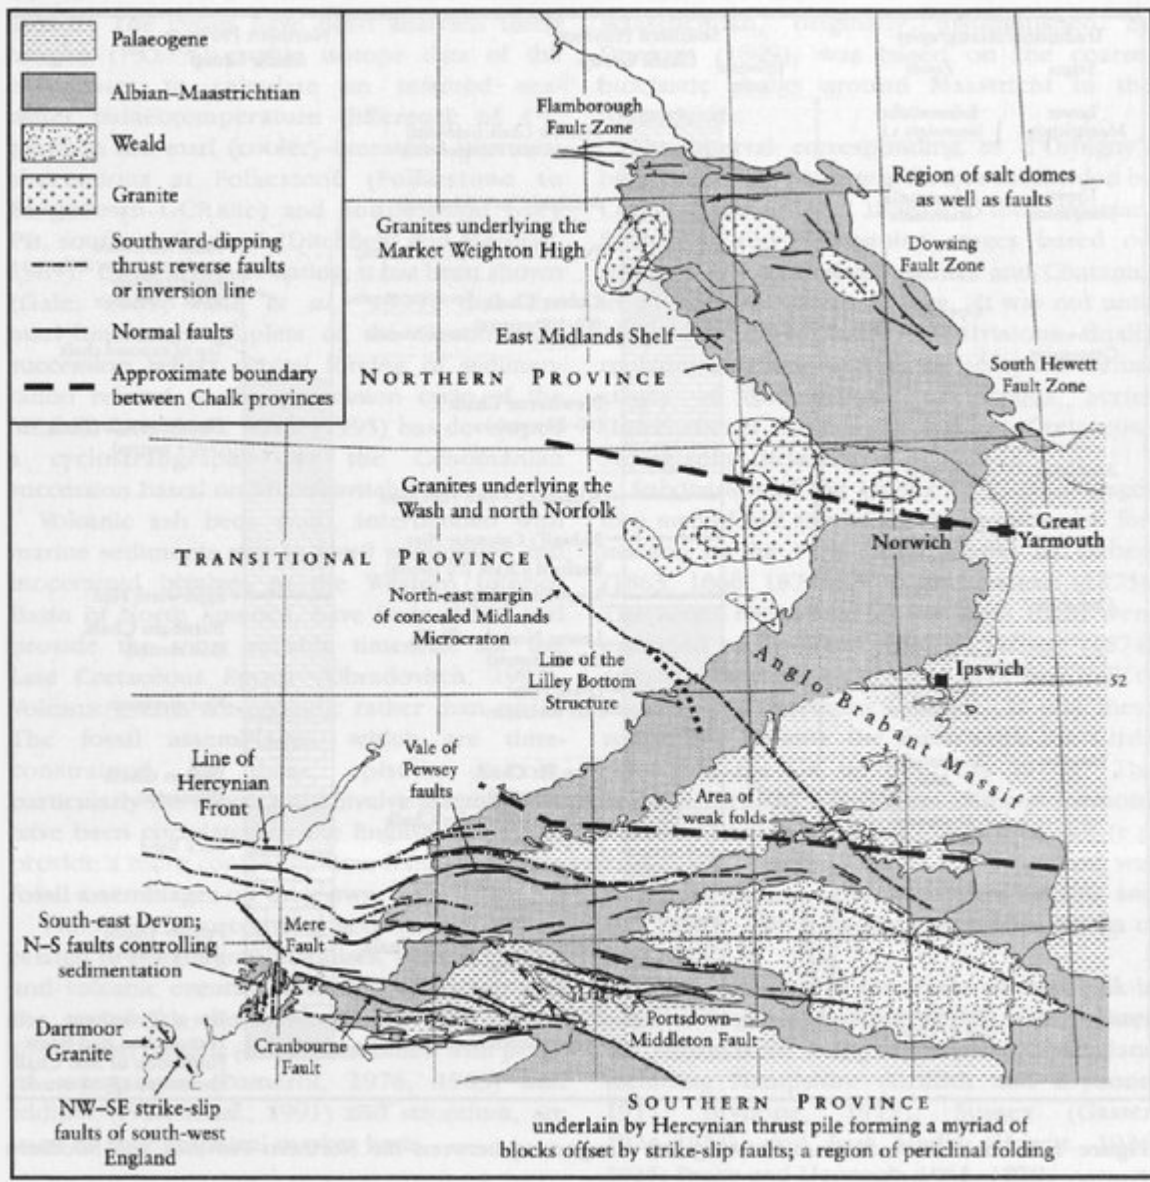 Palaeogene
Albian–Maastrichtian
Weald
Granite
Southward-dipping
thrust reverse faults
or inversion line
Normal faults
Approximate boundary
between Chalk provinces
Flamborough
Fault Zone
Region of salt domes
as well as faults
Granites underlying the
Market Weighton High
Dowsing
Fault Zone
East Midlands Shelf
South Hewett
Fault Zone
NORTHERN PROVINCE
Granites underlying the
Wash and north Norfolk
Norwich
Great
Yarmouth
TRANSITIONAL PROVINCE
North-east margin
of concealed Midlands
Microcraton
Line of the
Lilley Bottom
Structure
Anglo-Brabant Massif
Ipswich
52
Line of
Hercynian
Front
Vale of
Pewsey
faults
Area of
weak folds
South-east Devon;
N–S faults controlling
sedimentation
Mere
Fault
Dartmoor
Granite
Cranbourne
Fault
Portsdown–
Middleton Fault
NW–SE strike-slip
faults of south-west
England
SOUTHERN PROVINCE
underlain by Hercynian thrust pile forming a myriad of
blocks offset by strike-slip faults; a region of periclinal folding